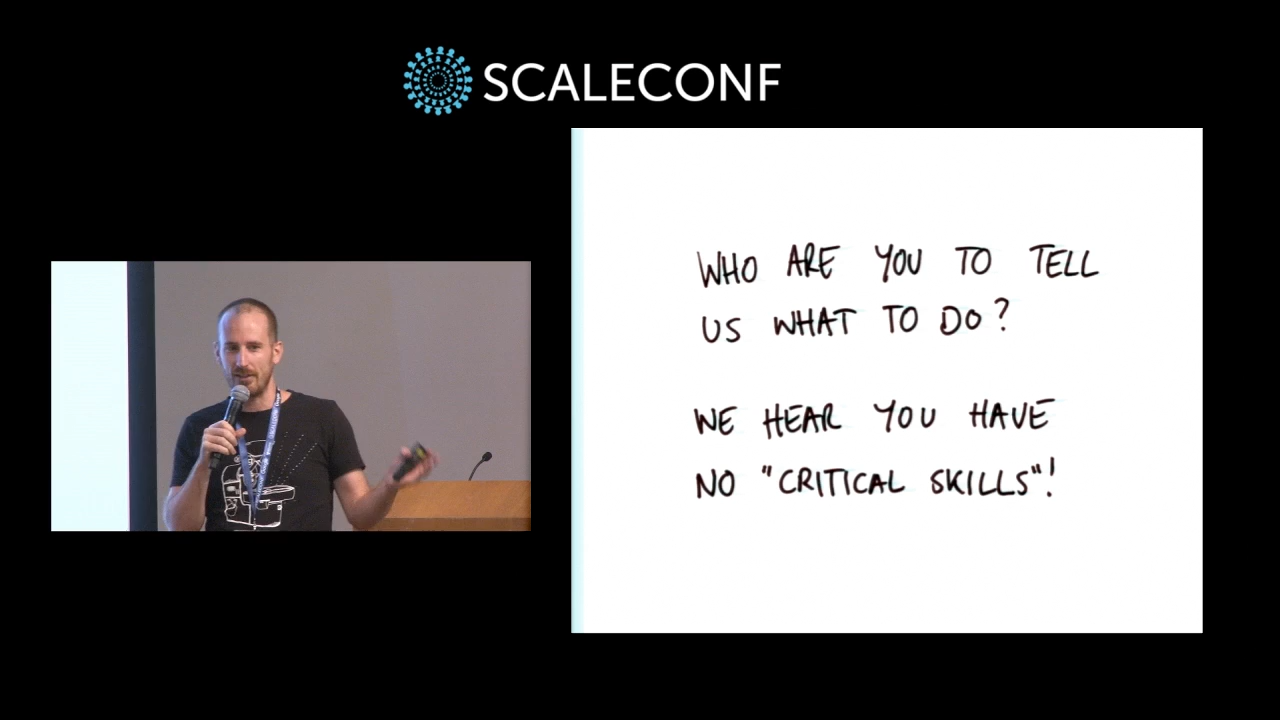 SCALECONF
WHO ARE YOU TO TELL
US WHAT TO DO?
WE HEAR YOU HAVE
NO "CRITICAL SKILLS"!